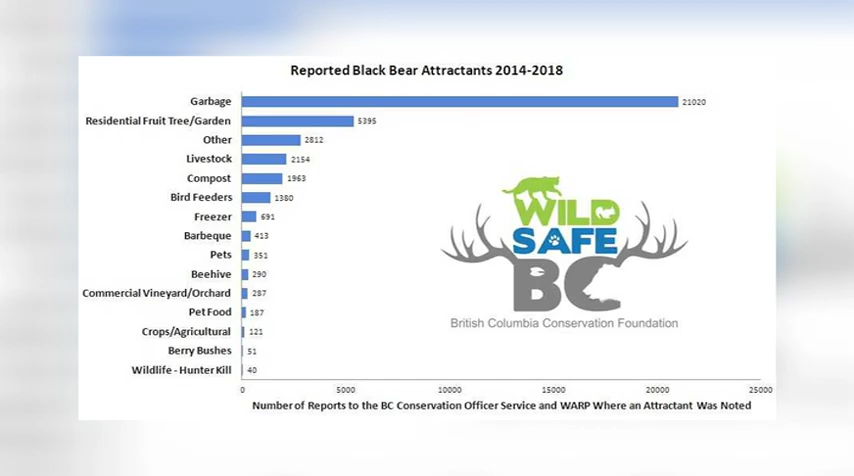 Reported Black Bear Attractants 2014-2018
Garbage 21020
Residential Fruit Tree/Garden 5395
Other 2812
Livestock 2154
Compost 1963
Bird Feeders 1380
Freezer 691
Barbeque 413
Pets 351
Beehive 290
Commercial Vineyard/Orchard 287
Pet Food 187
Crops/Agricultural 121
Berry Bushes 51
Wildlife - Hunter Kill 40
0 5000 10000 15000 20000 25000
Number of Reports to the BC Conservation Officer Service and WARP Where an Attractant Was Noted
WILD
SAFE
BC
British Columbia Conservation Foundation